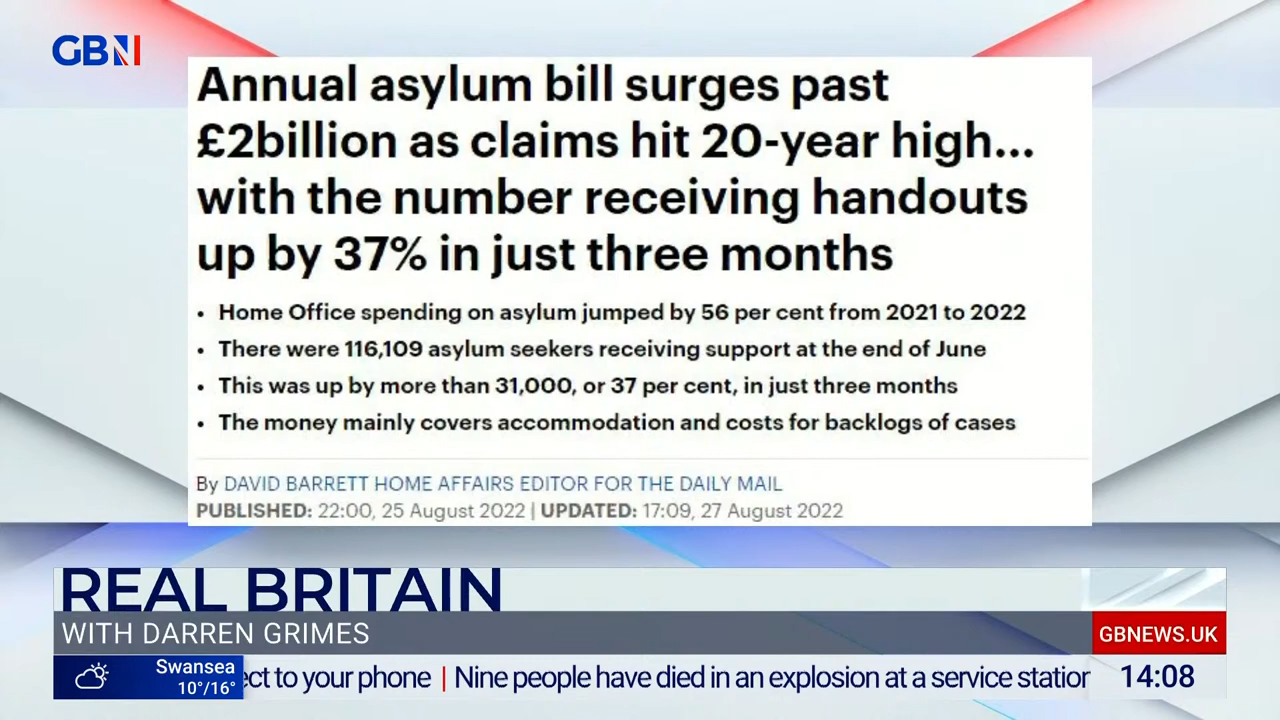 GBN
Annual asylum bill surges past
£2billion as claims hit 20-year high...
with the number receiving handouts
up by 37% in just three months
• Home Office spending on asylum jumped by 56 per cent from 2021 to 2022
• There were 116,109 asylum seekers receiving support at the end of June
• This was up by more than 31,000, or 37 per cent, in just three months
• The money mainly covers accommodation and costs for backlogs of cases
By DAVID BARRETT HOME AFFAIRS EDITOR FOR THE DAILY MAIL
PUBLISHED: 22:00, 25 August 2022 | UPDATED: 17:09, 27 August 2022
REAL BRITAIN
WITH DARREN GRIMES
GBNEWS.UK
Swansea
10°/16°
ect to your phone | Nine people have died in an explosion at a service station
14:08